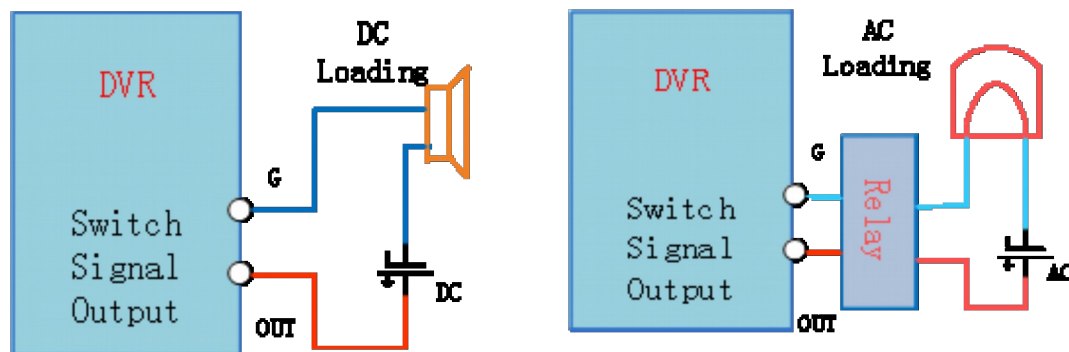 DC
Loading
DVR
G
Switch
Signal
Output
OUT
DC
AC
Loading
DVR
G
Relay
Switch
Signal
Output
OUT
AC